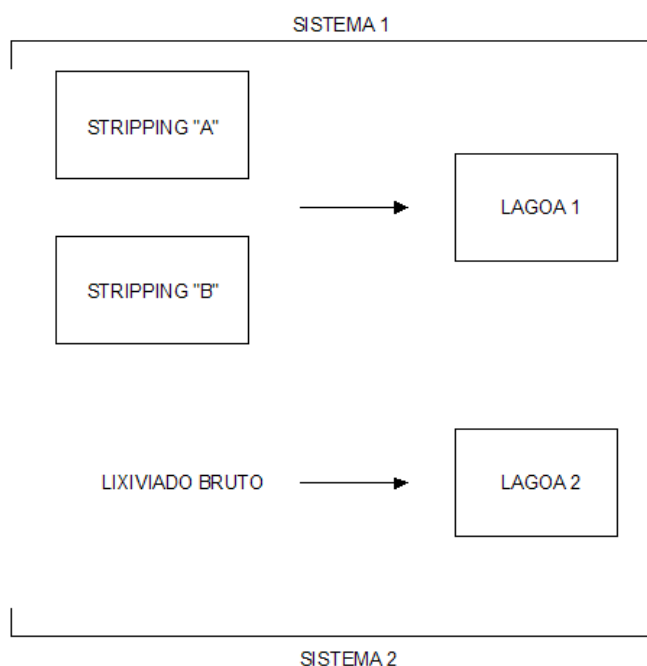 SISTEMA 1
STRIPPING "A"
LAGOA 1
STRIPPING "B"
LIXIVIADO BRUTO
LAGOA 2
SISTEMA 2